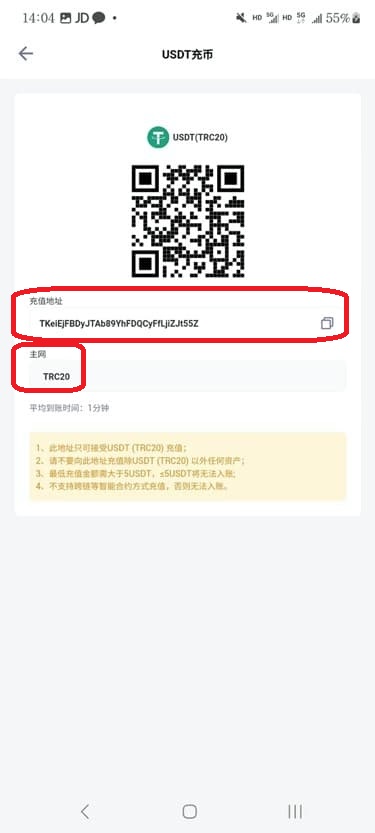 14:04 JD HD 5G HD 5G 55%
USDT充币
USDT(TRC20)
充值地址
TKeiEjFBDyJTAb89YhFDQCyFfLjiZJt55Z
主网
TRC20
平均到账时间：1分钟
1、此地址只可接受USDT (TRC20) 充值；
2、请不要向此地址充值除USDT (TRC20) 以外任何资产；
3、最低充值金额需大于5USDT，≤5USDT将无法入账;
4、不支持跨链等智能合约方式充值，否则无法入账。